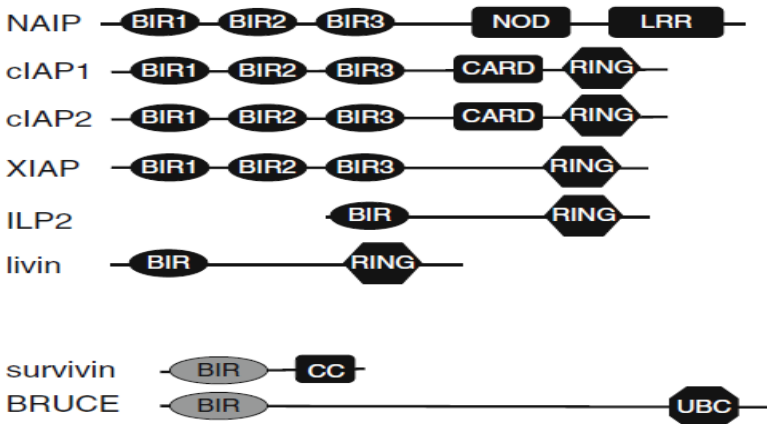 NAIP BIR1 BIR2 BIR3 NOD LRR
cIAP1 BIR1 BIR2 BIR3 CARD RING
cIAP2 BIR1 BIR2 BIR3 CARD RING
XIAP BIR1 BIR2 BIR3 RING
ILP2 BIR RING
livin BIR RING
survivin BIR CC
BRUCE BIR UBC